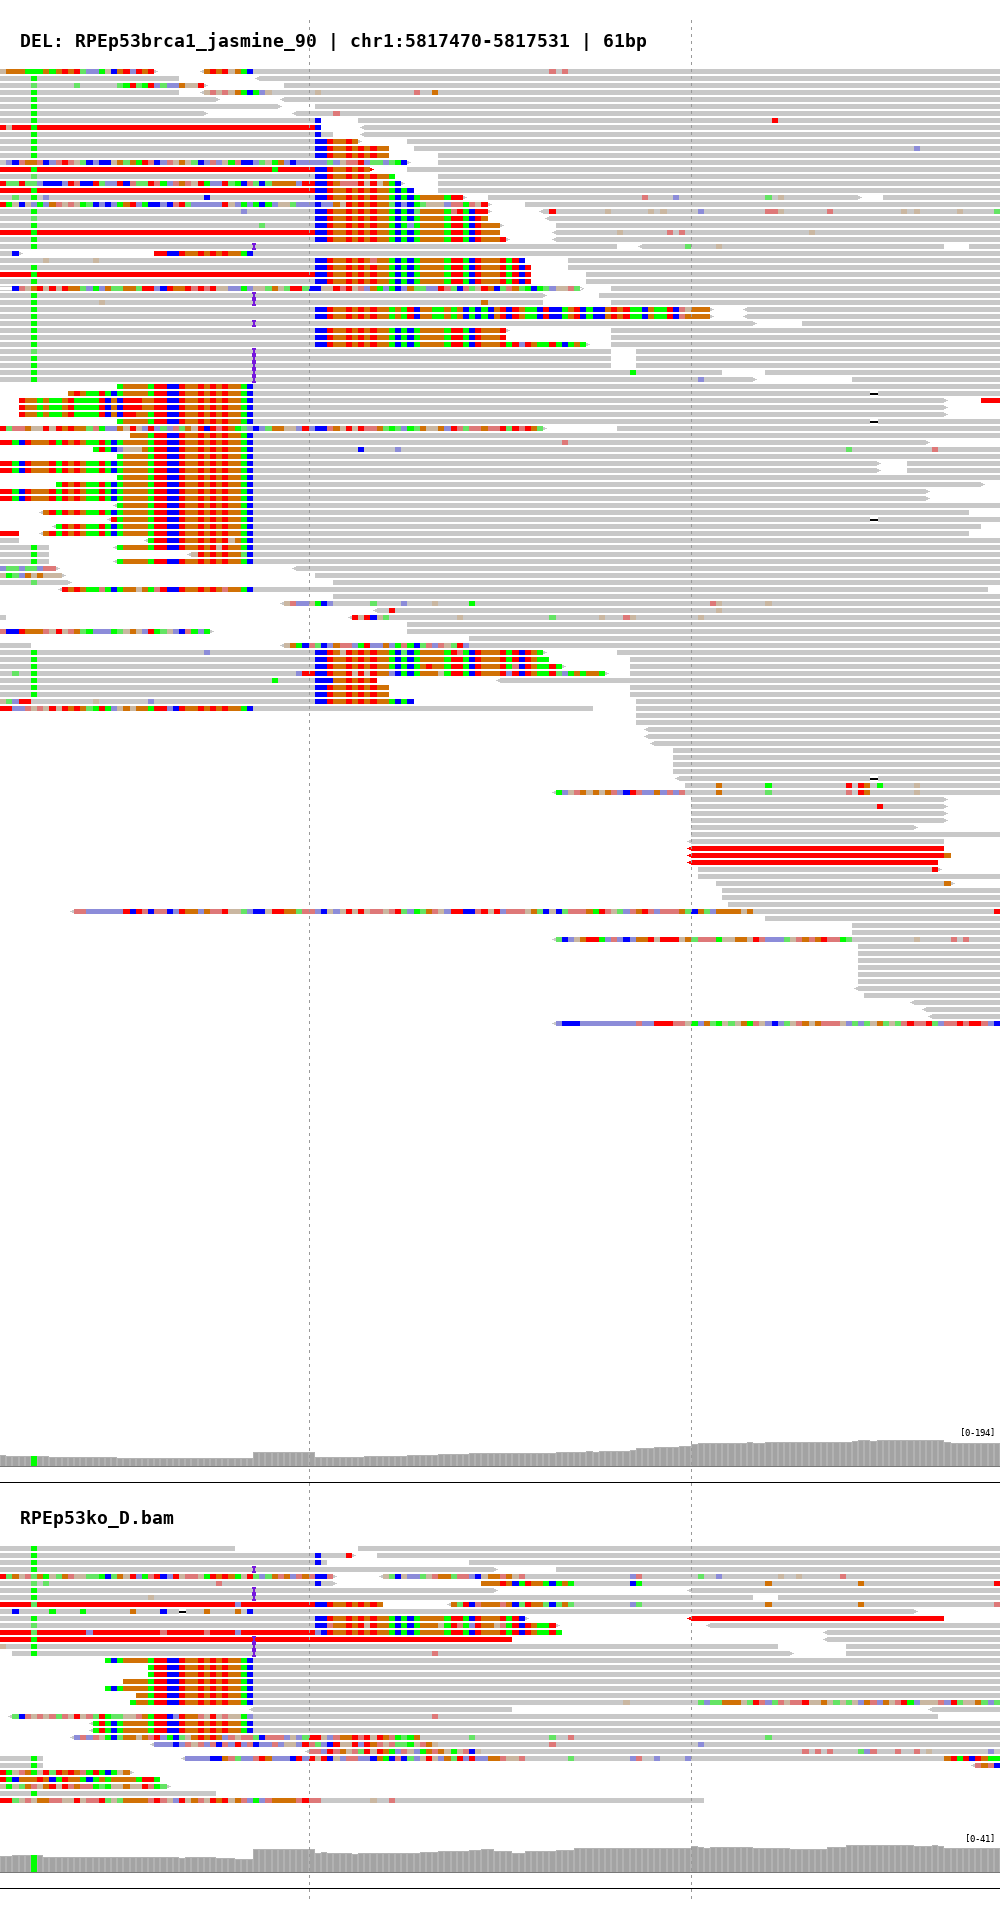 DEL: RPEp53brca1_jasmine_90 | chr1:5817470-5817531 | 61bp
[0-194]
RPEp53ko_D.bam
[0-41]